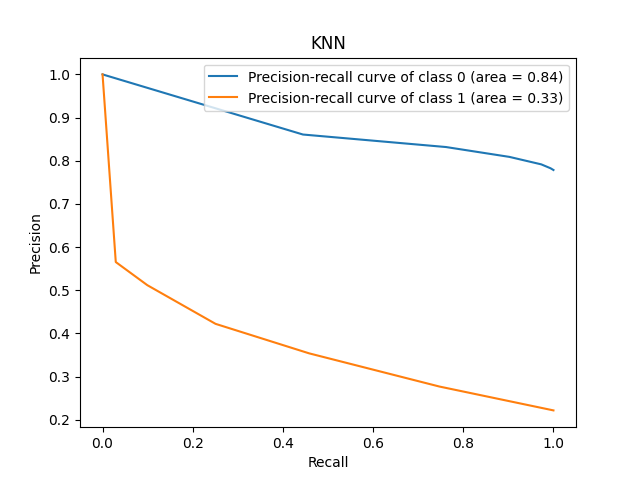 KNN
Precision-recall curve of class 0 (area = 0.84)
Precision-recall curve of class 1 (area = 0.33)
1.0
0.9
0.8
0.7
0.6
0.5
0.4
0.3
0.2
Precision
0.0 0.2 0.4 0.6 0.8 1.0
Recall